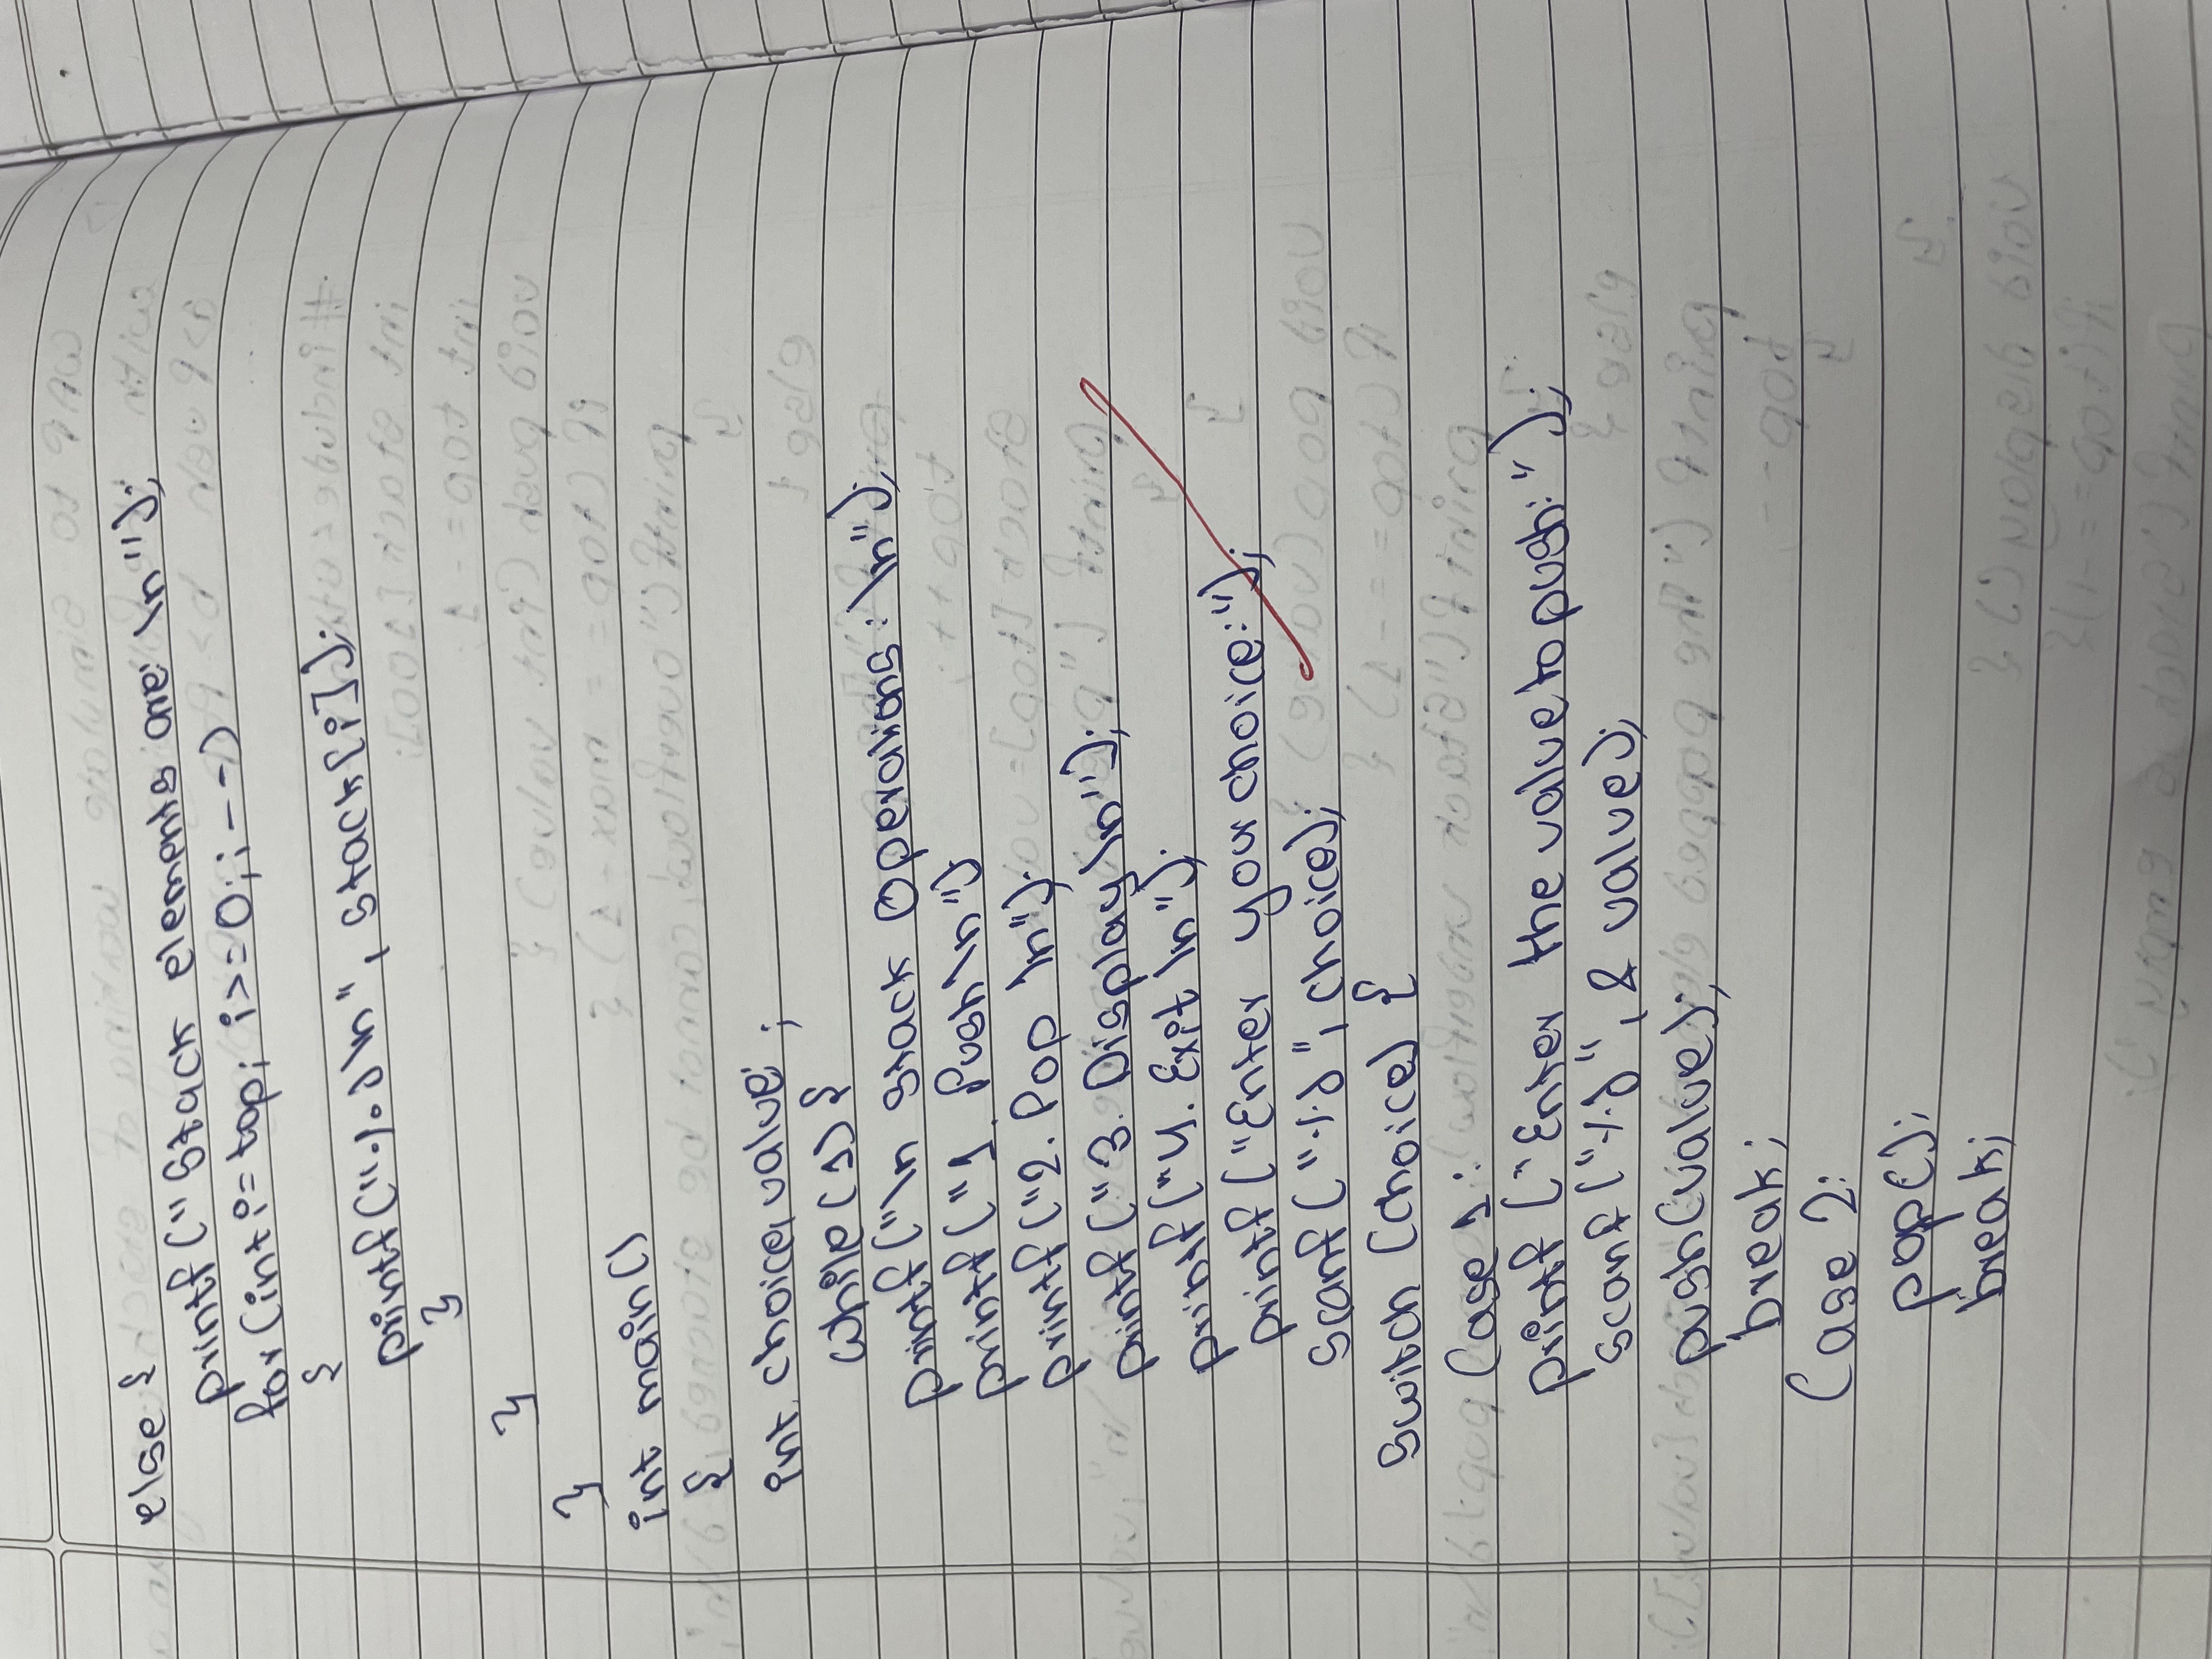 else {
printf("Stack elements are: \n");
for(int i=top; i>=0; i--)
{
printf("%d\n", stack[i]);
}
}
}
int main()
{
int choice, value;
while(1){
printf("\n Stack Operations: \n");
printf("1. Push\n");
printf("2. Pop \n");
printf("3. Display\n");
printf("4. Exit \n");
printf("Enter your choice:");
scanf("%d", choice);
Switch (choice) {
Case 1:
printf ("Enter the value to push: ");
scanf("%d", & value);
push(value);
break;
Case 2:
pop();
break;